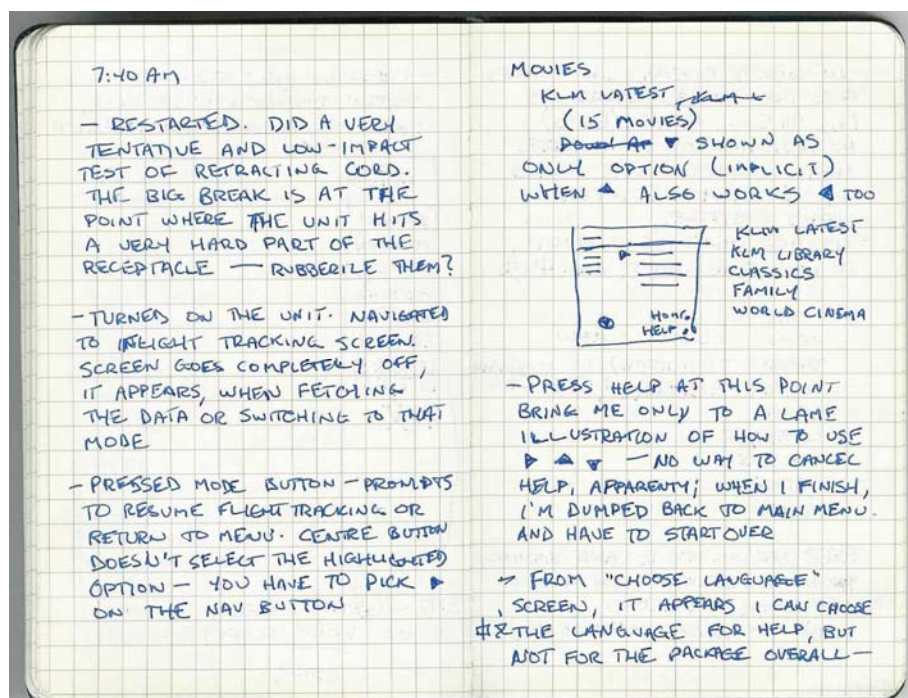 7:40 AM
— RESTARTED. DID A VERY
TENTATIVE AND LOW-IMPACT
TEST OF RETRACTING CORD.
THE BIG BREAK IS AT THE
POINT WHERE THE UNIT HITS
A VERY HARD PART OF THE
RECEPTACLE — RUBBERIZE THEM?
— TURNED ON THE UNIT. NAVIGATED
TO INFLIGHT TRACKING SCREEN.
SCREEN GOES COMPLETELY OFF,
IT APPEARS, WHEN FETCHING
THE DATA OR SWITCHING TO THAT
MODE
— PRESSED MODE BUTTON — PROMPTS
TO RESUME FLIGHT TRACKING OR
RETURN TO MENU. CENTRE BUTTON
DOESN'T SELECT THE HIGHLIGHTED
OPTION — YOU HAVE TO PICK ▶
ON THE NAV BUTTON
MOVIES
KLM LATEST
(15 MOVIES)
▼ SHOWN AS
ONLY OPTION (IMPLICIT)
WHEN ▲ ALSO WORKS ◀ TOO
KLM LATEST
KLM LIBRARY
CLASSICS
FAMILY
WORLD CINEMA
HELP
— PRESS HELP AT THIS POINT
BRING ME ONLY TO A LAME
ILLUSTRATION OF HOW TO USE
▶ ▲ ▼ — NO WAY TO CANCEL
HELP, APPARENTY; WHEN I FINISH,
I'M DUMPED BACK TO MAIN MENU.
AND HAVE TO START OVER
FROM "CHOOSE LANGUAGE"
SCREEN, IT APPEARS I CAN CHOOSE
THE LANGUAGE FOR HELP, BUT
NOT FOR THE PACKAGE OVERALL —